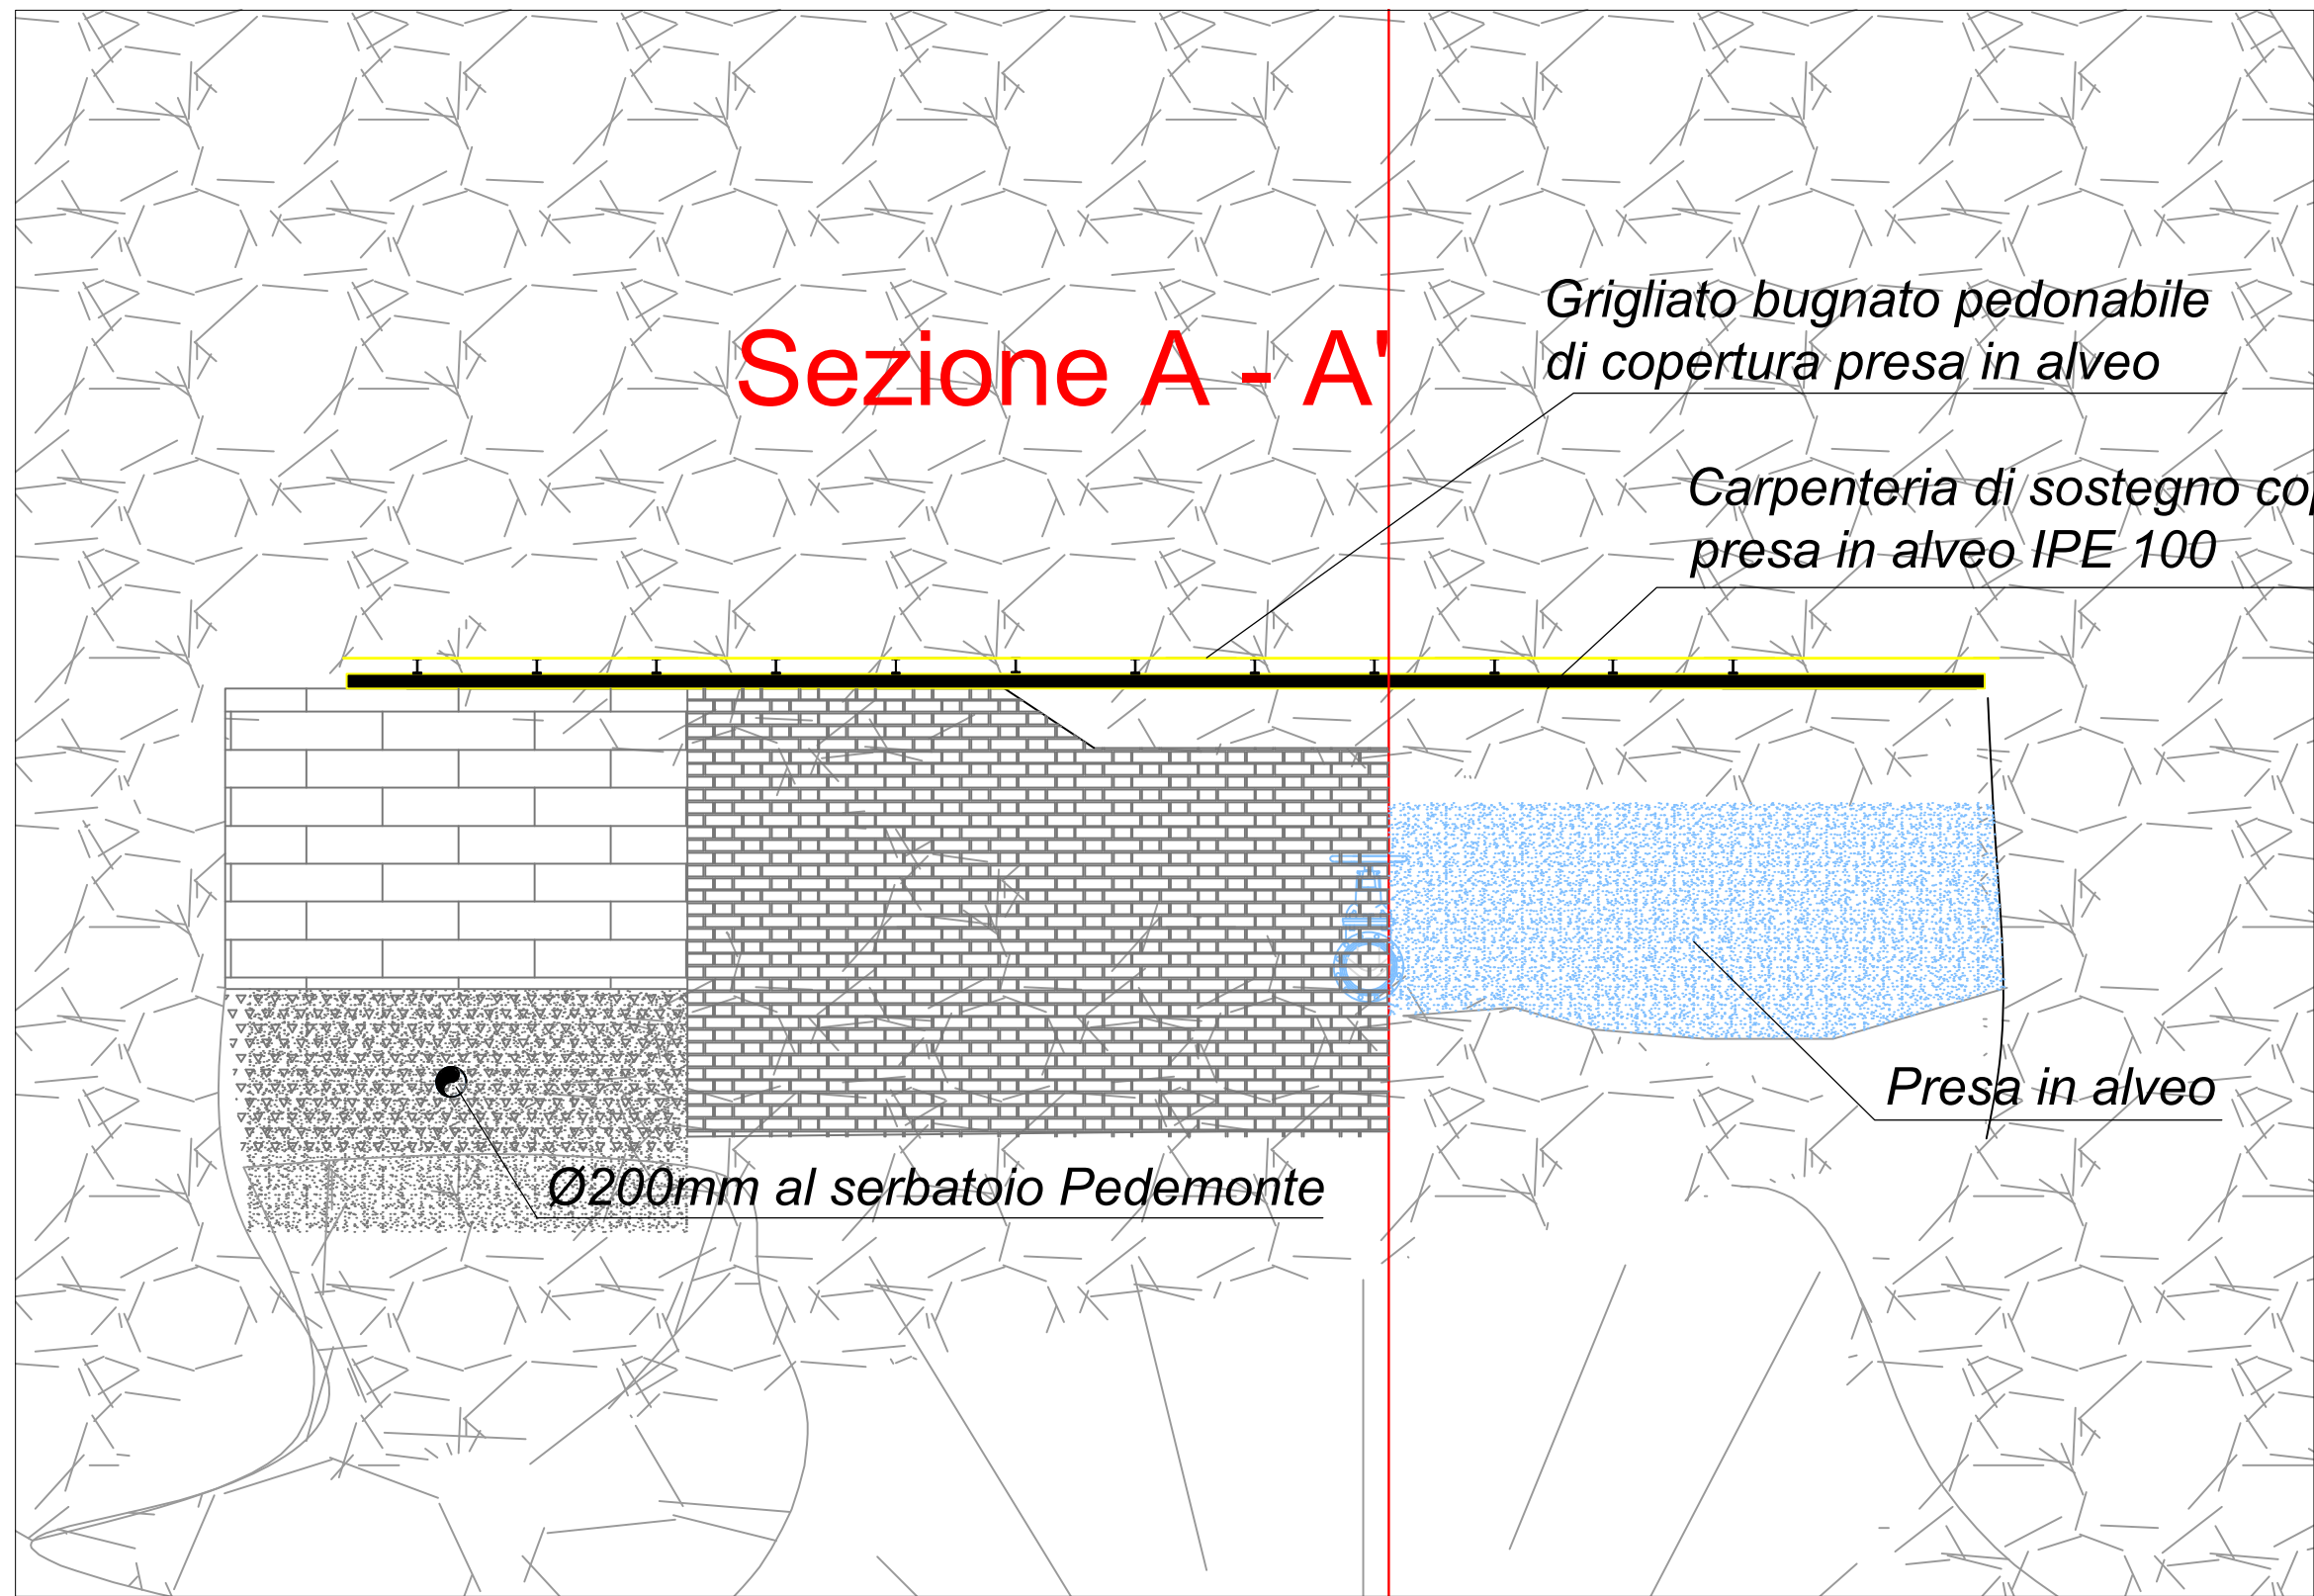 Grigliato bugnato pedonabile
di copertura presa in alveo
Sezione A - A'
Carpenteria di sostegno
presa in alveo IPE 100
Presa in alveo
Ø200mm al serbatoio Pedemonte